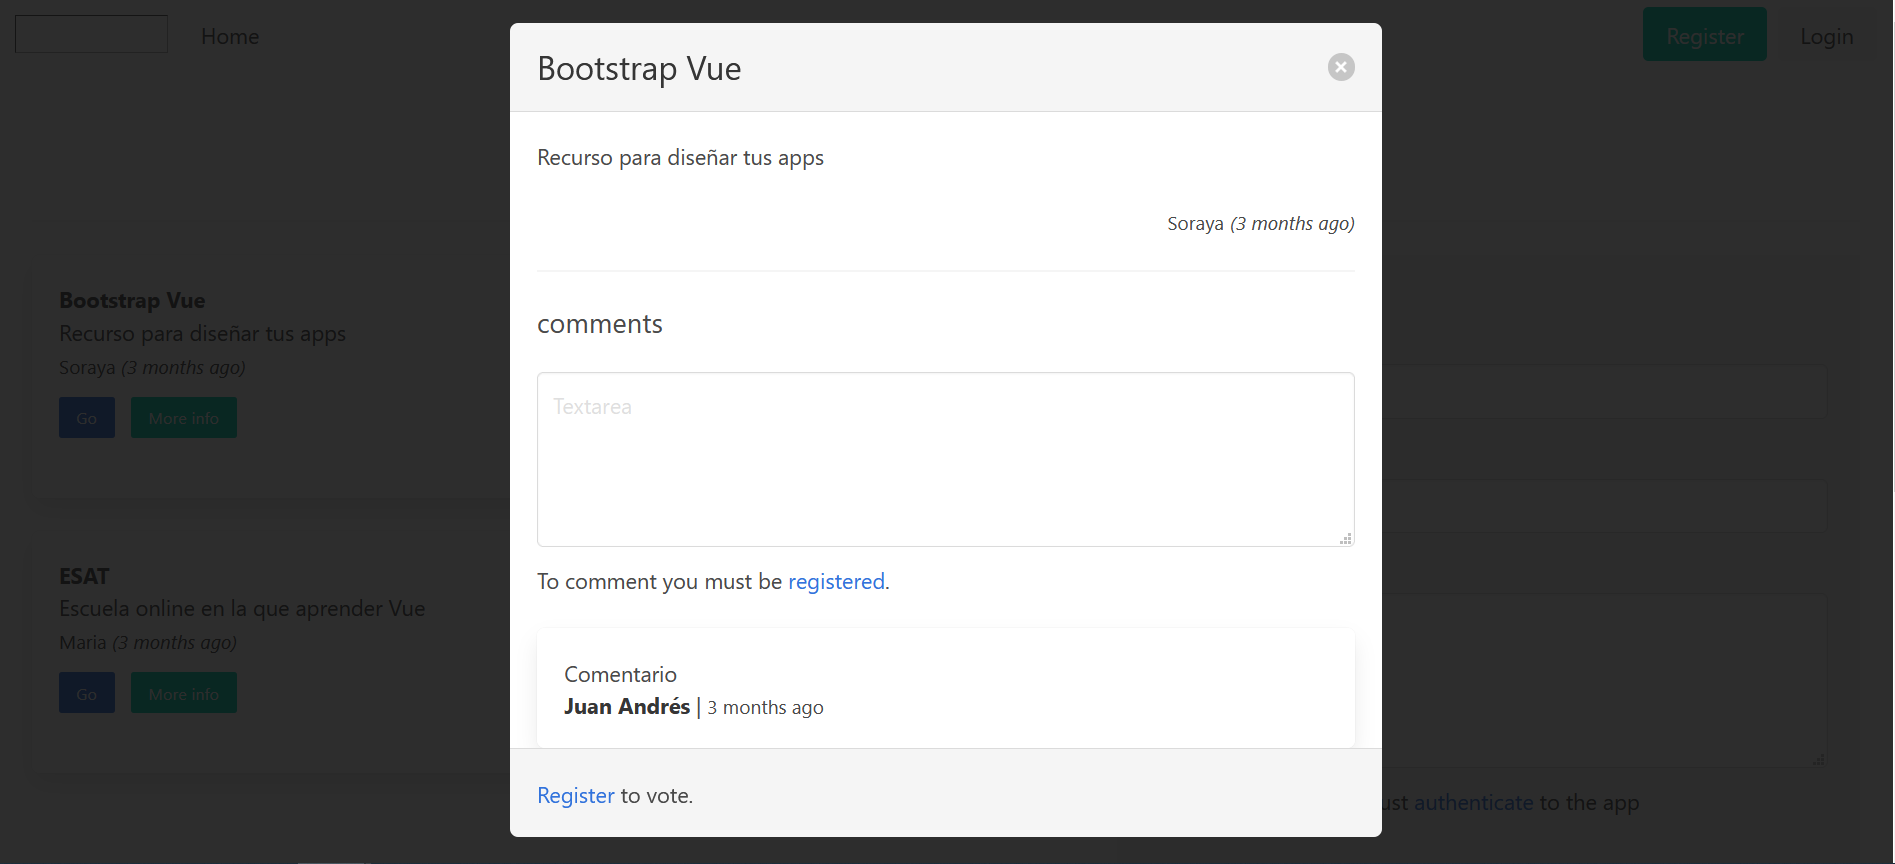 Home
Register
Login
Bootstrap Vue
Recurso para diseñar tus apps
Soraya (3 months ago)
comments
Textarea
To comment you must be registered.
Comentario
Juan Andrés | 3 months ago
Register to vote.
Bootstrap Vue
Recurso para diseñar tus apps
Soraya (3 months ago)
Go
More info
ESAT
Escuela online en la que aprender Vue
Maria (3 months ago)
Go
More info
authenticate to the app